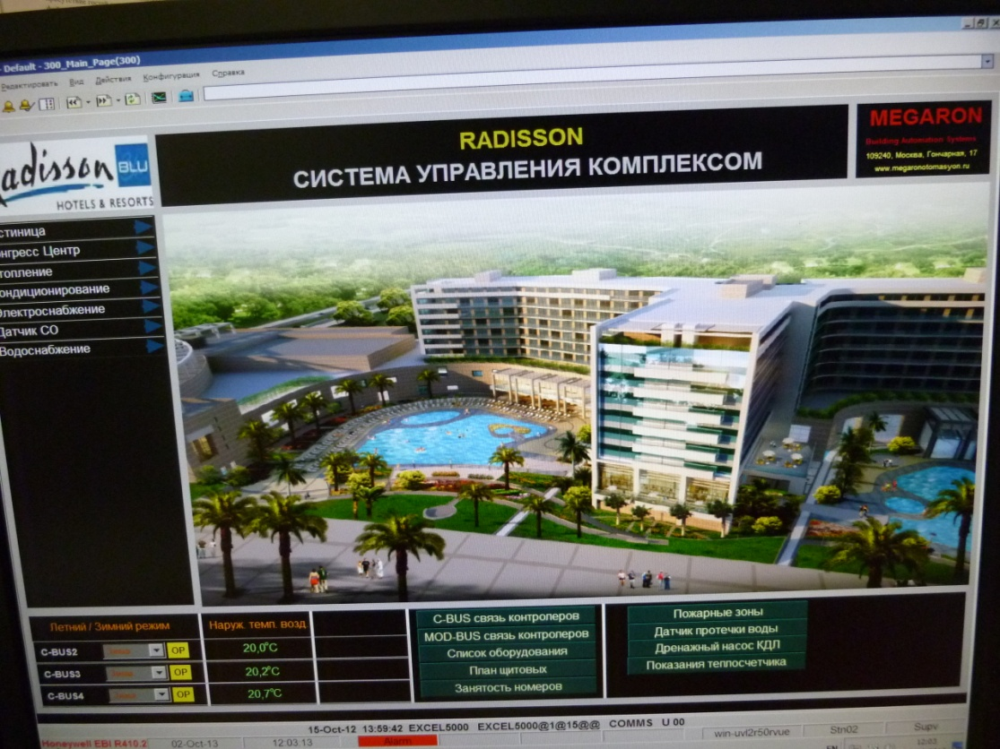 Default - 300_Main_Page(300)
Редактировать Вид Действия Конфигурация Справка
Radisson BLU
HOTELS & RESORTS
RADISSON
СИСТЕМА УПРАВЛЕНИЯ КОМПЛЕКСОМ
MEGARON
Building Automation Systems
109240, Москва, Гончарная, 17
www.megaronotomasyon.ru
стиница
нгресс Центр
топление
ондиционирование
Электроснабжение
Датчик СО
Водоснабжение
Летний / Зимний режим
C-BUS2 OP
C-BUS3 OP
C-BUS4 OP
Наруж. темп. возд.
20,0°C
20,2°C
20,7°C
C-BUS связь контролеров
MOD-BUS связь контролеров
Список оборудования
План щитовых
Занятость номеров
Пожарные зоны
Датчик протечки воды
Дренажный насос КДЛ
Показания теплосчетчика
15-Oct-12 13:59:42 EXCEL5000 EXCEL5000@1@15@@ COMMS U 00
Honeywell EBI R410.2 02-Oct-13 12:03:13 Alarm win-uvl2r50rvue Stn02 Supv
EN 12:03